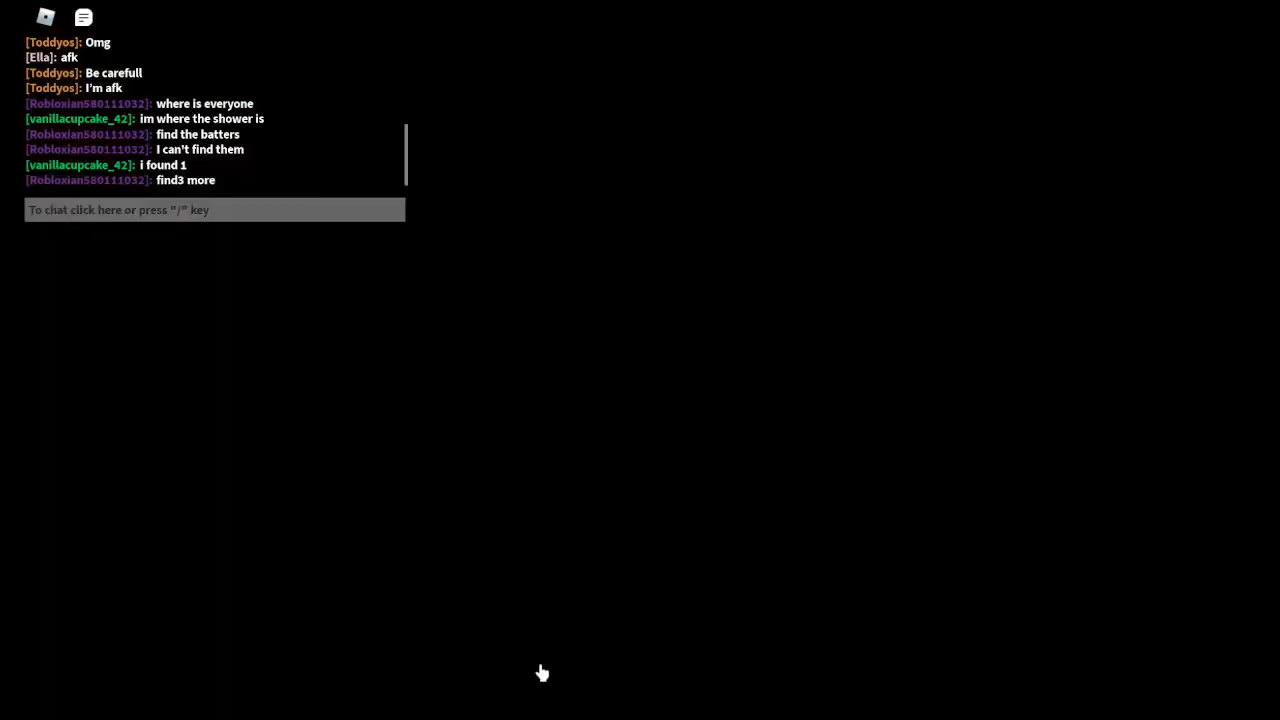 [Toddyos]: Omg
[Ella]: afk
[Toddyos]: Be carefull
[Toddyos]: I'm afk
[Robloxian580111032]: where is everyone
[vanillacupcake_42]: im where the shower is
[Robloxian580111032]: find the batters
[Robloxian580111032]: I can't find them
[vanillacupcake_42]: i found 1
[Robloxian580111032]: find3 more
To chat click here or press "/" key